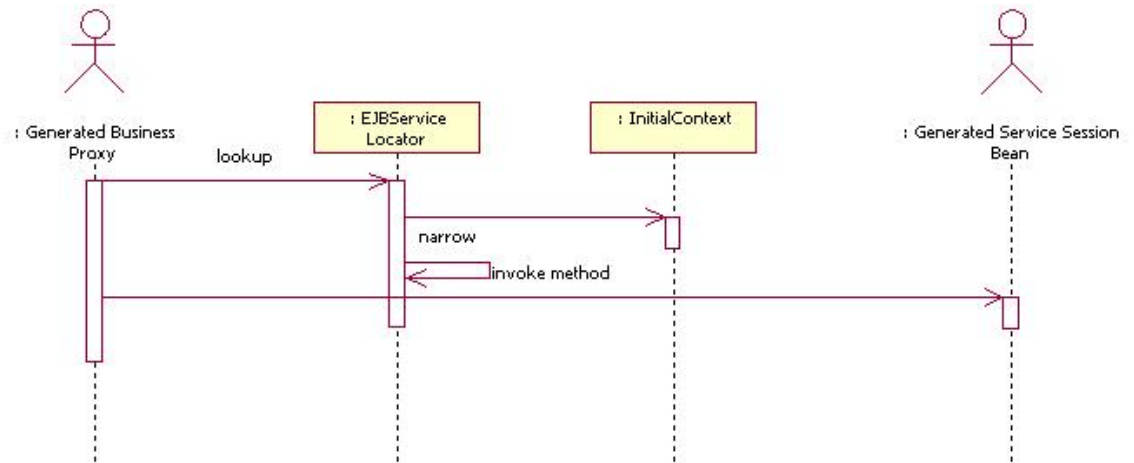 : Generated Business
Proxy
: EJBService
Locator
: InitialContext
: Generated Service Session
Bean
lookup
narrow
invoke method